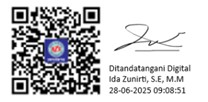 Ditandatangani Digital
Ida Zunirti, S.E, M.M
28-06-2025 09:08:51